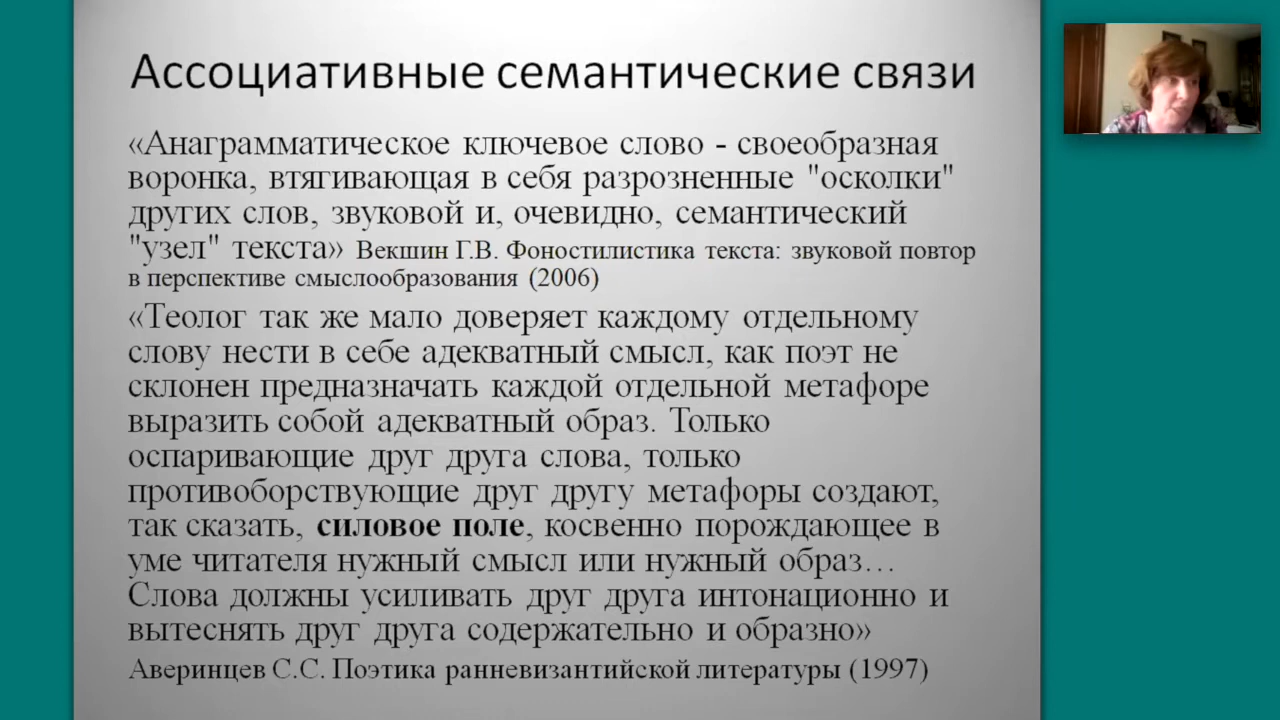 Ассоциативные семантические связи
«Анаграмматическое ключевое слово - своеобразная
воронка, втягивающая в себя разрозненные "осколки"
других слов, звуковой и, очевидно, семантический
"узел" текста» Векшин Г.В. Фоностилистика текста: звуковой повтор
в перспективе смыслообразования (2006)
«Теолог так же мало доверяет каждому отдельному
слову нести в себе адекватный смысл, как поэт не
склонен предназначать каждой отдельной метафоре
выразить собой адекватный образ. Только
оспаривающие друг друга слова, только
противоборствующие друг другу метафоры создают,
так сказать, силовое поле, косвенно порождающее в
уме читателя нужный смысл или нужный образ…
Слова должны усиливать друг друга интонационно и
вытеснять друг друга содержательно и образно»
Аверинцев С.С. Поэтика ранневизантийской литературы (1997)